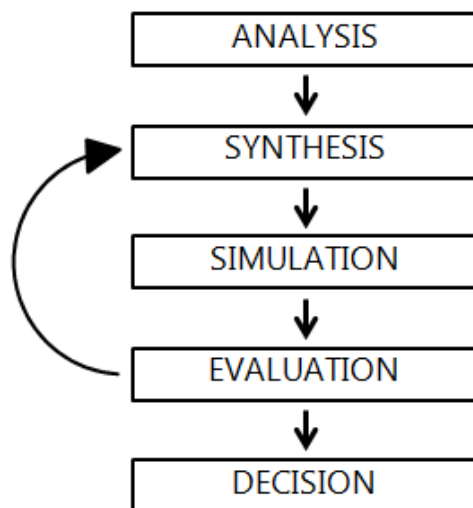 ANALYSIS
SYNTHESIS
SIMULATION
EVALUATION
DECISION